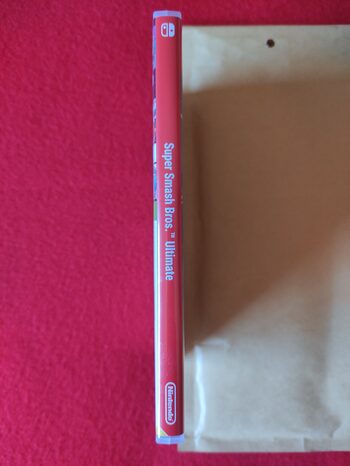 Super Smash Bros.™ Ultimate
Nintendo